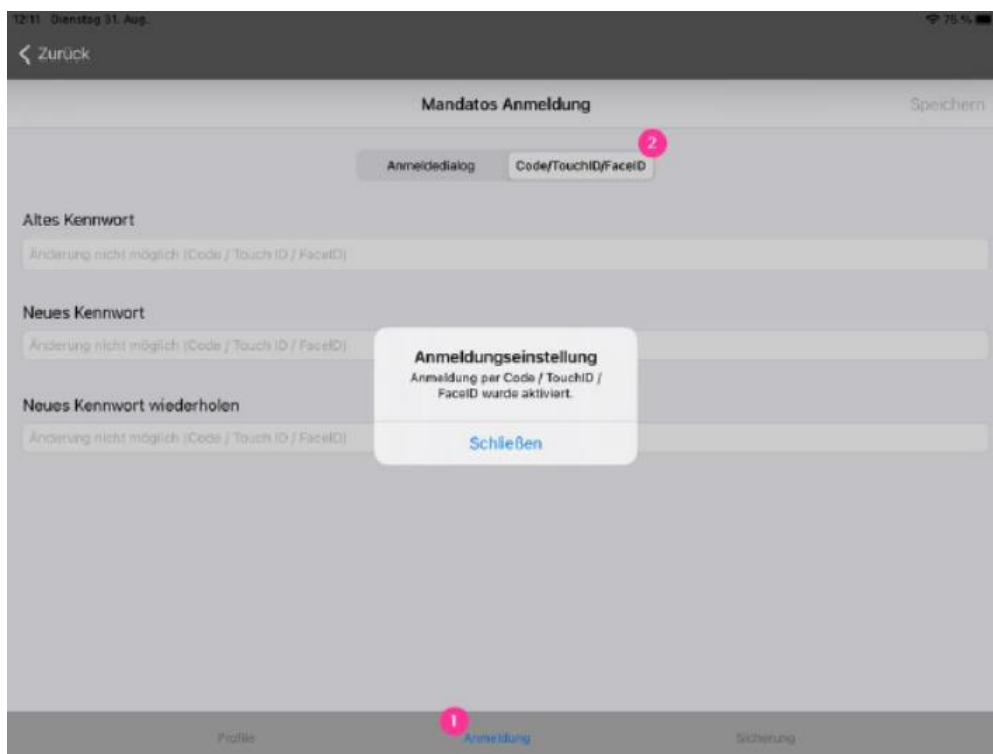 12:11 Dienstag 31. Aug.
75 %
Zurück
Mandatos Anmeldung
Speichern
2
Anmeldedialog
Code/TouchID/FaceID
Altes Kennwort
Änderung nicht möglich (Code / Touch ID / FaceID)
Neues Kennwort
Änderung nicht möglich (Code / Touch ID / FaceID)
Anmeldungseinstellung
Anmeldung per Code / TouchID /
FaceID wurde aktiviert.
Neues Kennwort wiederholen
Änderung nicht möglich (Code / Touch ID / FaceID)
Schließen
1
Profile
Anmeldung
Sicherung